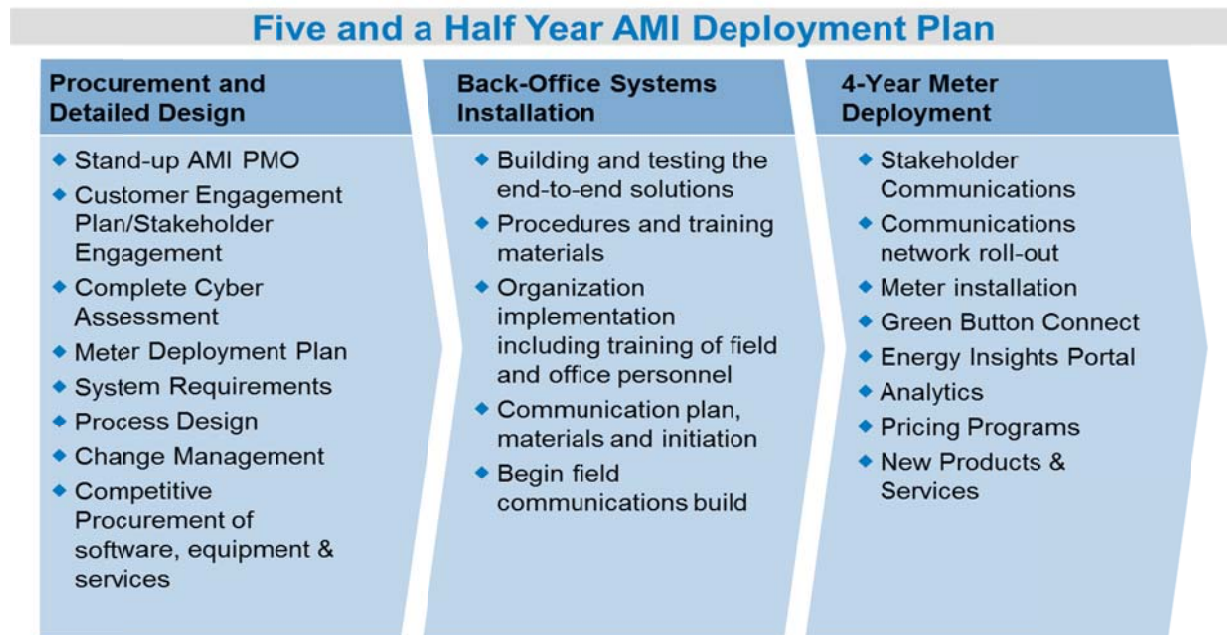 Five and a Half Year AMI Deployment Plan
Procurement and
Detailed Design
◆ Stand-up AMI PMO
◆ Customer Engagement
Plan/Stakeholder
Engagement
◆ Complete Cyber
Assessment
◆ Meter Deployment Plan
◆ System Requirements
◆ Process Design
◆ Change Management
◆ Competitive
Procurement of
software, equipment &
services
Back-Office Systems
Installation
◆ Building and testing the
end-to-end solutions
◆ Procedures and training
materials
◆ Organization
implementation
including training of field
and office personnel
◆ Communication plan,
materials and initiation
◆ Begin field
communications build
4-Year Meter
Deployment
◆ Stakeholder
Communications
◆ Communications
network roll-out
◆ Meter installation
◆ Green Button Connect
◆ Energy Insights Portal
◆ Analytics
◆ Pricing Programs
◆ New Products &
Services